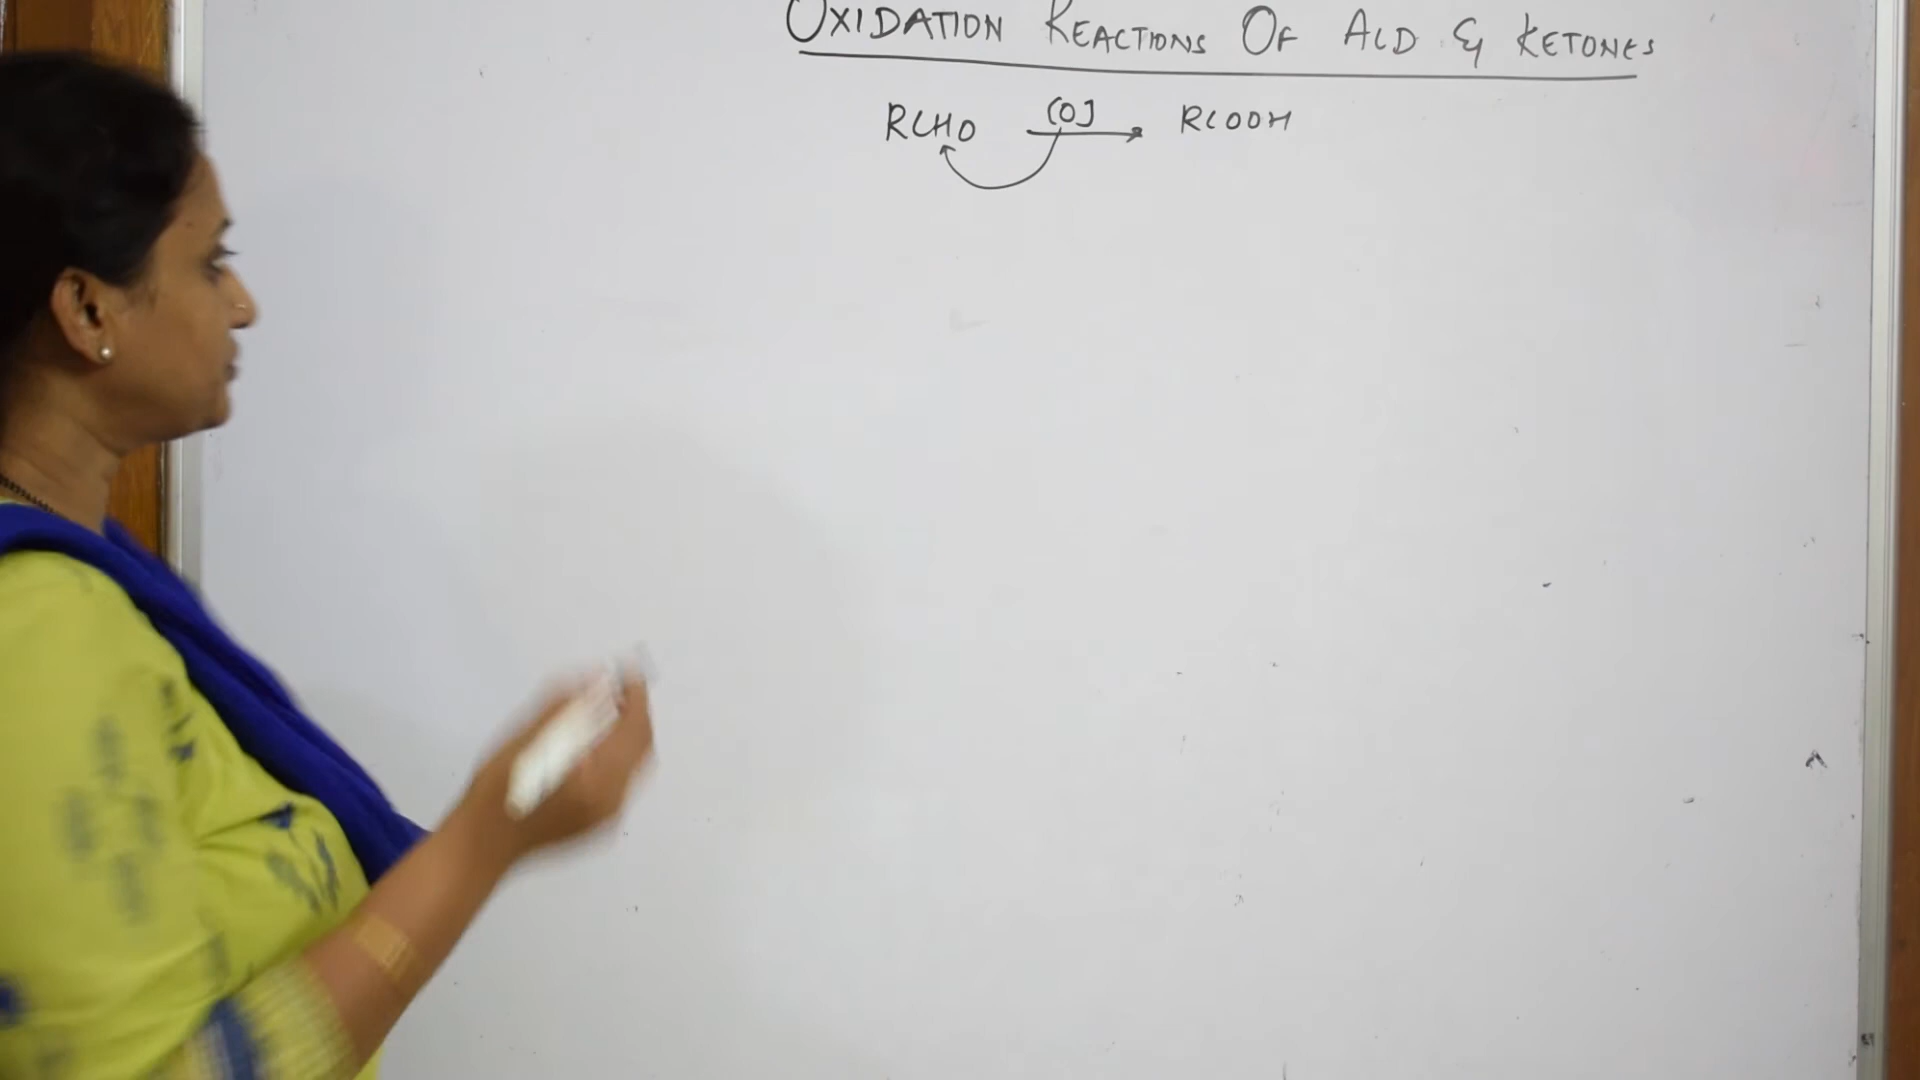 OXIDATION REACTIONS OF ALD & KETONES
RCHO [O] → RCOOH